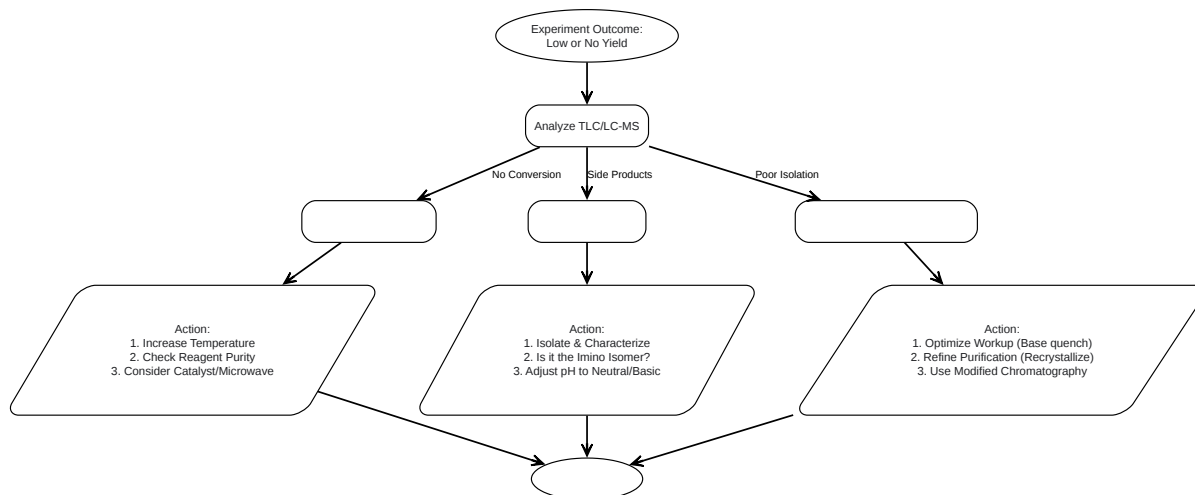 Experiment Outcome:
Low or No Yield
Analyze TLC/LC-MS
No Conversion
Side Products
Poor Isolation
Action:
1. Increase Temperature
2. Check Reagent Purity
3. Consider Catalyst/Microwave
Action:
1. Isolate & Characterize
2. Is it the Imino Isomer?
3. Adjust pH to Neutral/Basic
Action:
1. Optimize Workup (Base quench)
2. Refine Purification (Recrystallize)
3. Use Modified Chromatography